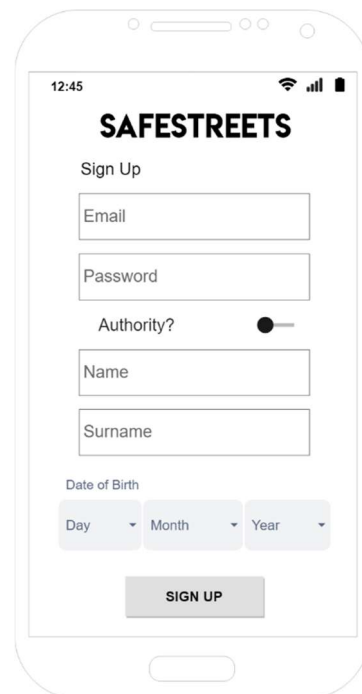 12:45
SAFESTREETS
Sign Up
Email
Password
Authority?
Name
Surname
Date of Birth
Day Month Year
SIGN UP